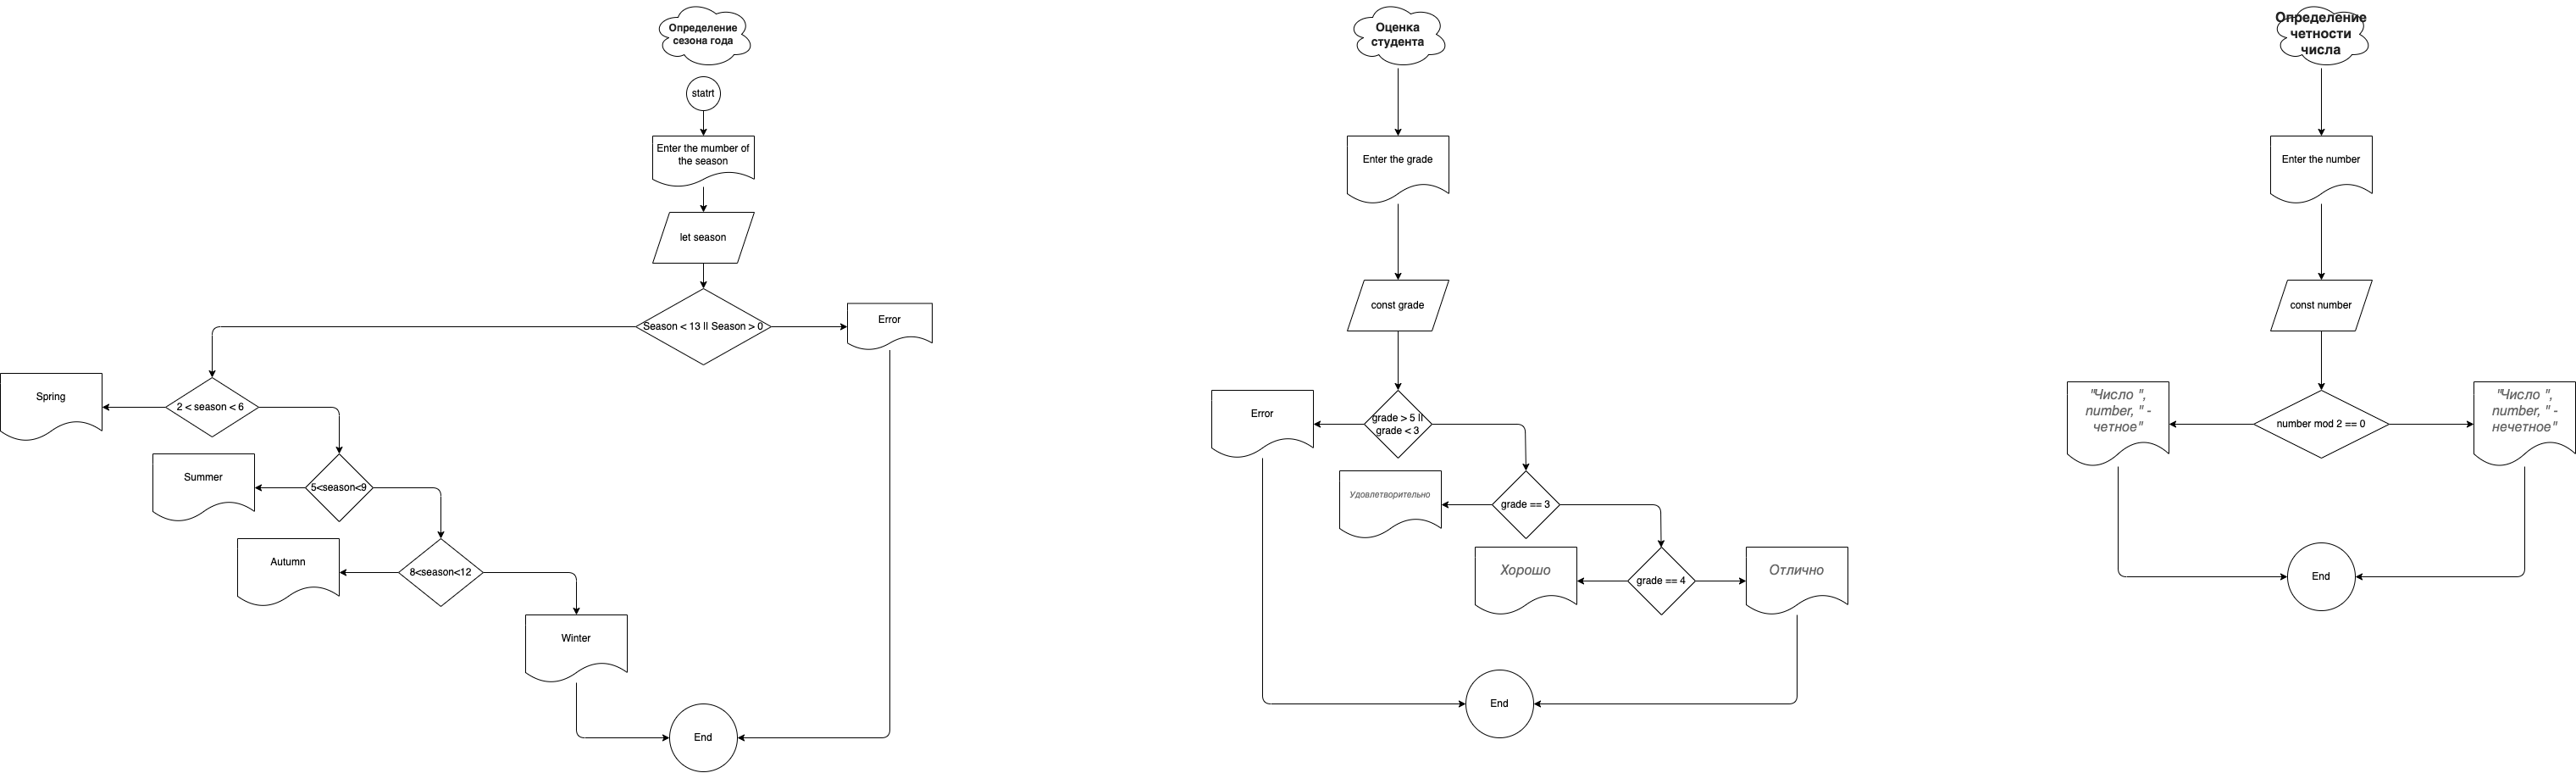 Определение
сезона года
statrt
Enter the mumber of
the season
let season
Season < 13 || Season > 0
Error
2 < season < 6
Spring
5<season<9
Summer
8<season<12
Autumn
Winter
End
Оценка
студента
Enter the grade
const grade
grade > 5 ||
grade < 3
Error
grade == 3
Удовлетворительно
grade == 4
Хорошо
Отлично
End
Определение
четности
числа
Enter the number
const number
number mod 2 == 0
"Число ",
number, " -
четное"
"Число ",
number, " -
нечетное"
End